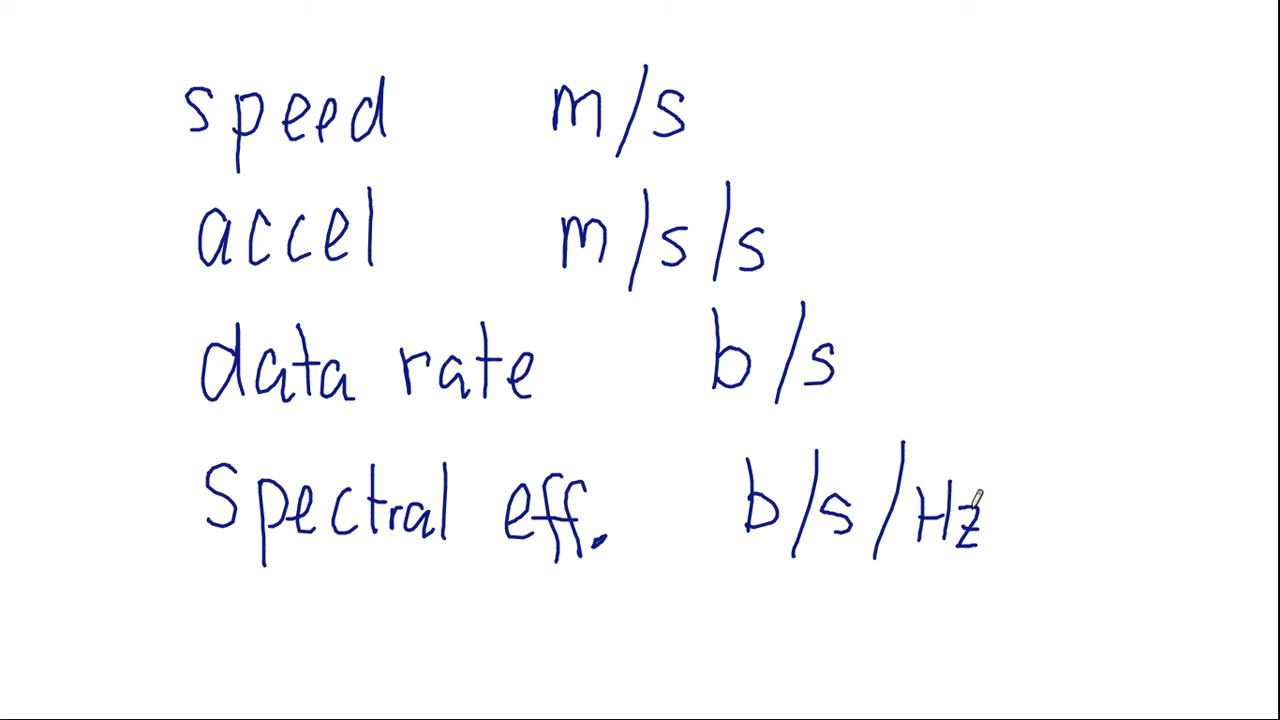 speed m/s
accel m/s/s
data rate b/s
Spectral eff. b/s/Hz